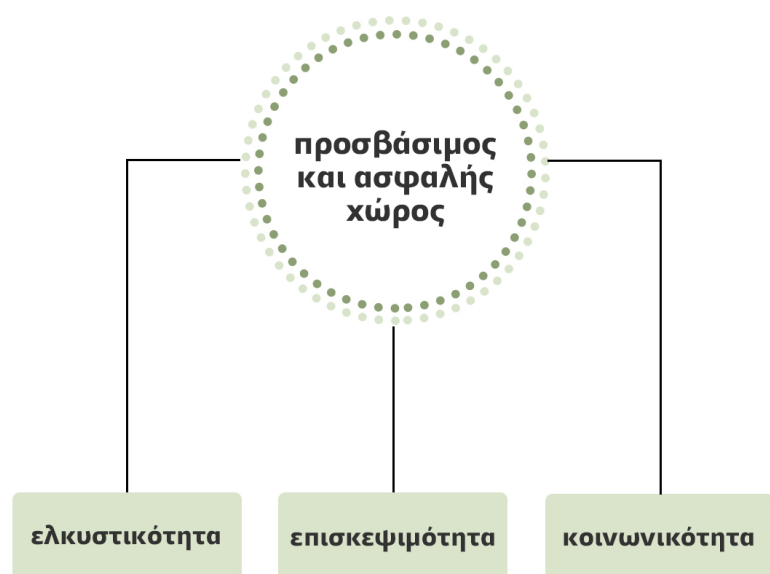 προσβάσιμος
και ασφαλής
χώρος
ελκυστικότητα
επισκεψιμότητα
κοινωνικότητα